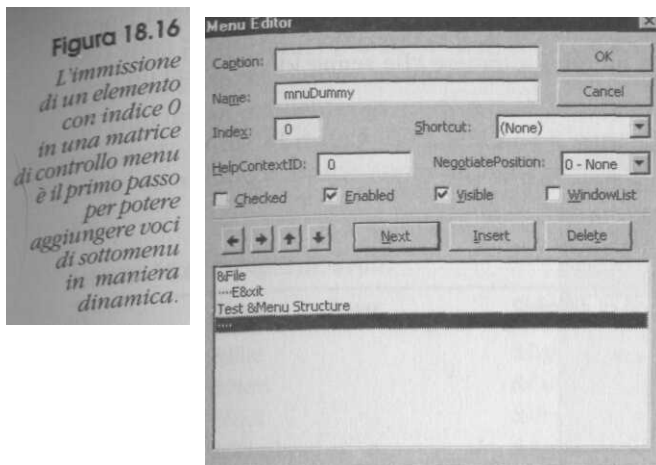 Figura 18.16
L'immissione
di un elemento
con indice 0
in una matrice
di controllo menu
è il primo passo
per potere
aggiungere voci
di sottomenu
in maniera
dinamica.
Menu Editor
Caption:
OK
Name: mnuDummy
Cancel
Index: 0
Shortcut: (None)
HelpContextID: 0
NegotiatePosition: 0 - None
Checked
Enabled
Visible
WindowList
Next
Insert
Delete
&File
····E&xit
Test &Menu Structure
····